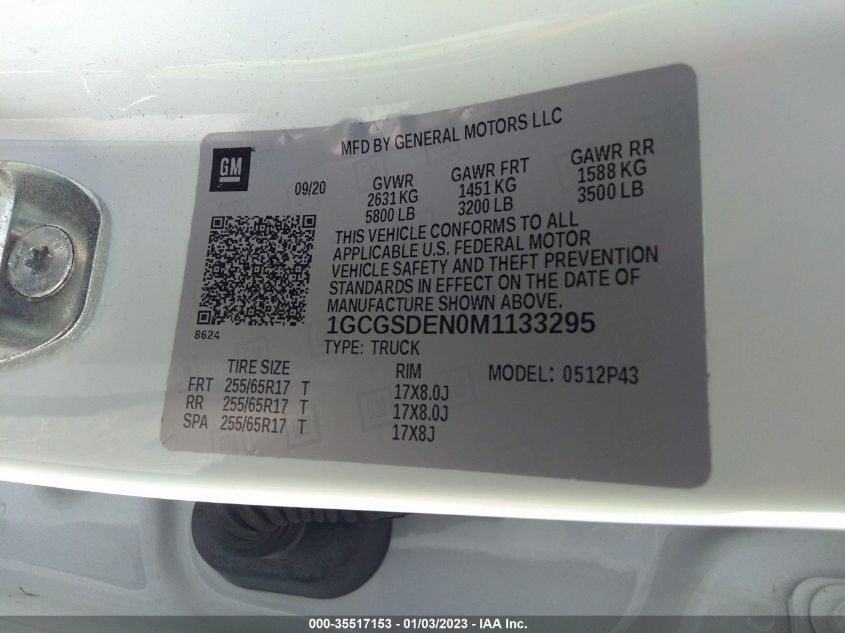 MFD BY GENERAL MOTORS LLC
GM
09/20
GVWR
2631 KG
5800 LB
GAWR FRT
1451 KG
3200 LB
GAWR RR
1588 KG
3500 LB
THIS VEHICLE CONFORMS TO ALL
APPLICABLE U.S. FEDERAL MOTOR
VEHICLE SAFETY AND THEFT PREVENTION
STANDARDS IN EFFECT ON THE DATE OF
MANUFACTURE SHOWN ABOVE.
8624
1GCGSDEN0M1133295
TYPE: TRUCK
TIRE SIZE RIM MODEL: 0512P43
FRT 255/65R17 T 17X8.0J
RR 255/65R17 T 17X8.0J
SPA 255/65R17 T 17X8J
000-35517153 - 01/03/2023 - IAA Inc.